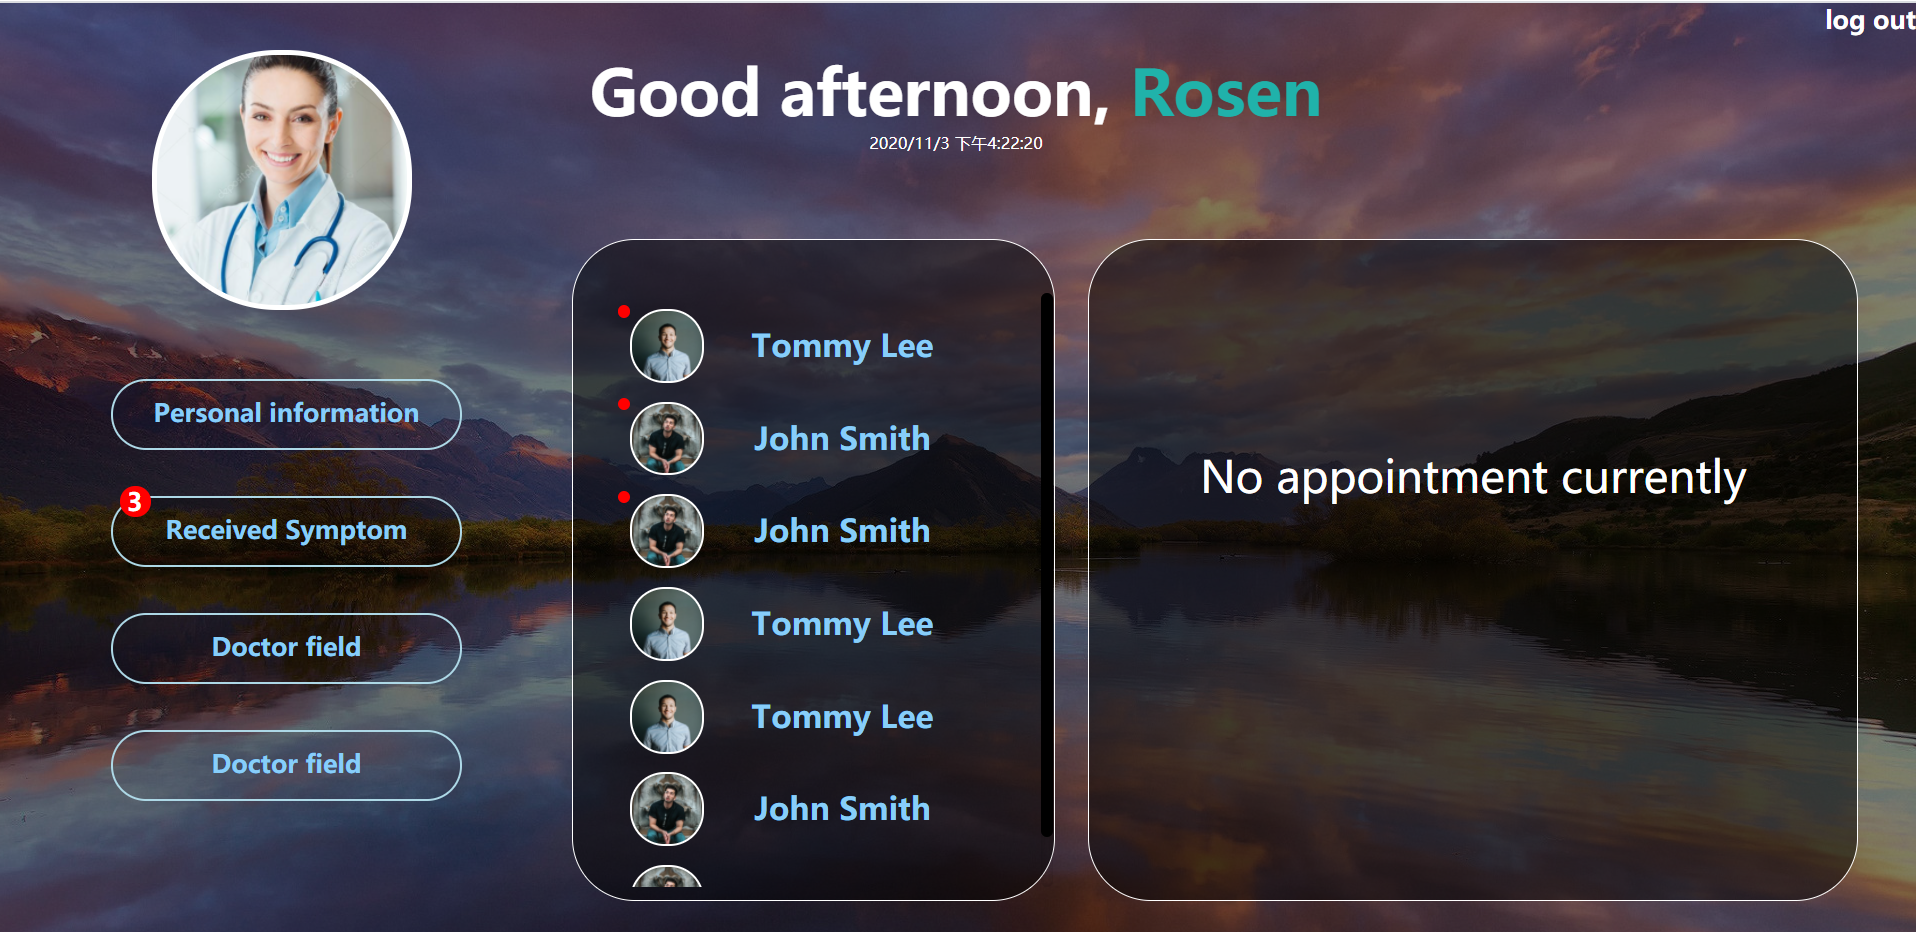 log out
Good afternoon, Rosen
2020/11/3 下午4:22:20
Personal information
3
Received Symptom
Doctor field
Doctor field
Tommy Lee
John Smith
John Smith
Tommy Lee
Tommy Lee
John Smith
No appointment currently